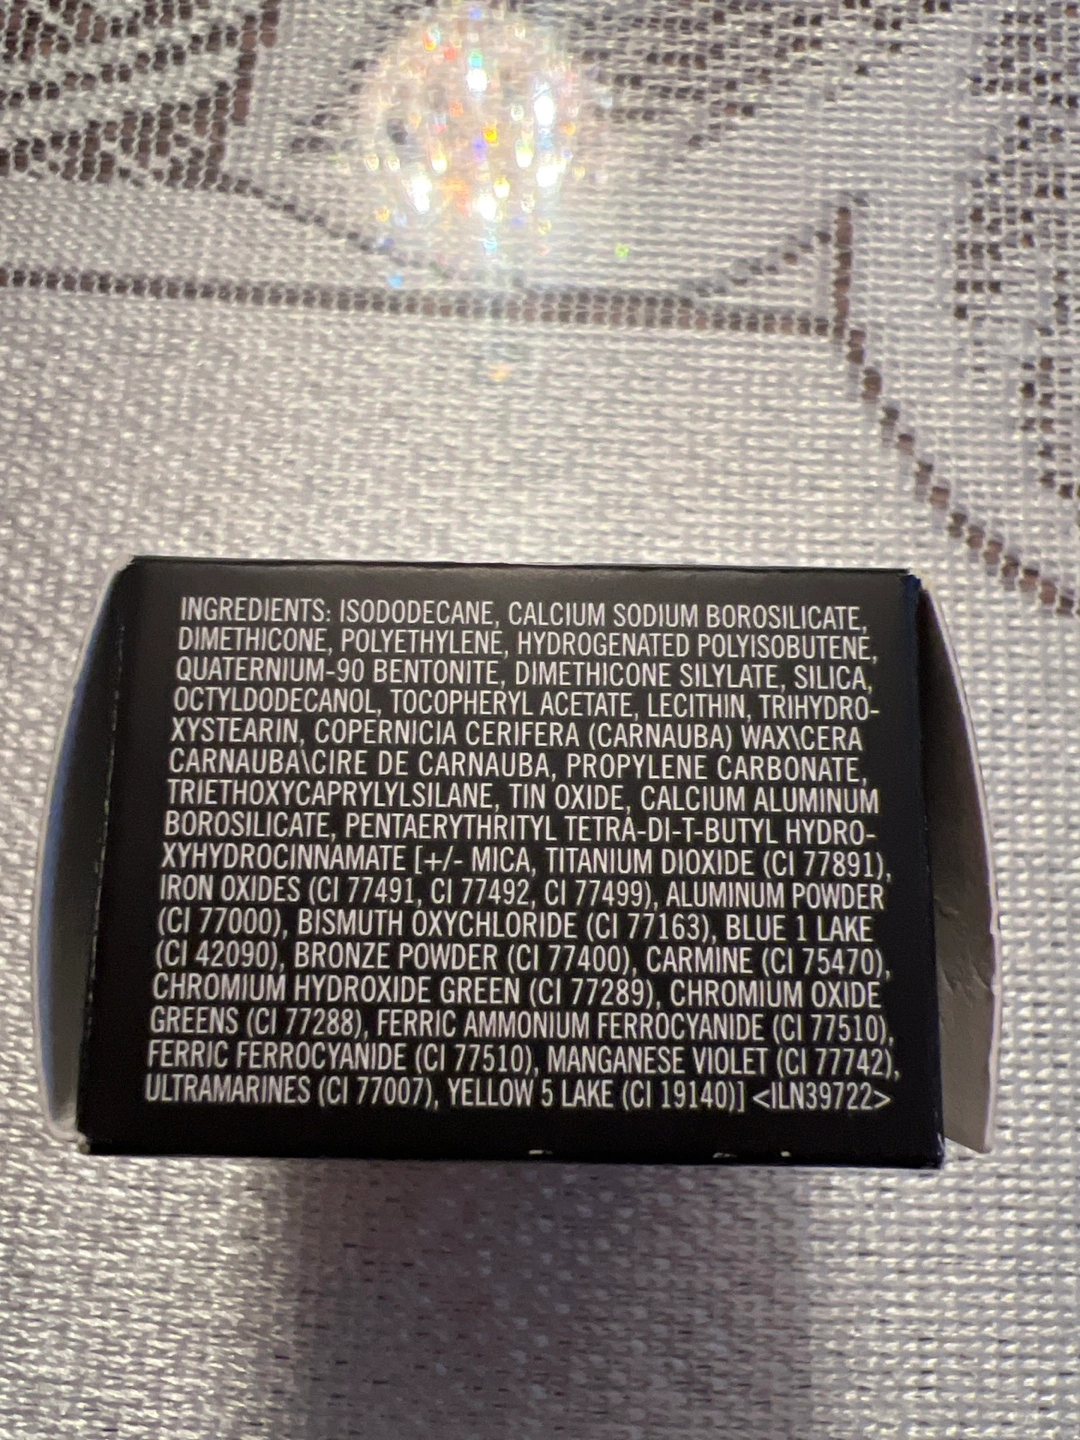 INGREDIENTS: ISODODECANE, CALCIUM SODIUM BOROSILICATE,
DIMETHICONE, POLYETHYLENE, HYDROGENATED POLYISOBUTENE,
QUATERNIUM-90 BENTONITE, DIMETHICONE SILYLATE, SILICA,
OCTYLDODECANOL, TOCOPHERYL ACETATE, LECITHIN, TRIHYDRO-
XYSTEARIN, COPERNICIA CERIFERA (CARNAUBA) WAX\CERA
CARNAUBA\CIRE DE CARNAUBA, PROPYLENE CARBONATE,
TRIETHOXYCAPRYLYLSILANE, TIN OXIDE, CALCIUM ALUMINUM
BOROSILICATE, PENTAERYTHRITYL TETRA-DI-T-BUTYL HYDRO-
XYHYDROCINNAMATE [+/- MICA, TITANIUM DIOXIDE (CI 77891),
IRON OXIDES (CI 77491, CI 77492, CI 77499), ALUMINUM POWDER
(CI 77000), BISMUTH OXYCHLORIDE (CI 77163), BLUE 1 LAKE
(CI 42090), BRONZE POWDER (CI 77400), CARMINE (CI 75470),
CHROMIUM HYDROXIDE GREEN (CI 77289), CHROMIUM OXIDE
GREENS (CI 77288), FERRIC AMMONIUM FERROCYANIDE (CI 77510),
FERRIC FERROCYANIDE (CI 77510), MANGANESE VIOLET (CI 77742),
ULTRAMARINES (CI 77007), YELLOW 5 LAKE (CI 19140)] <ILN39722>